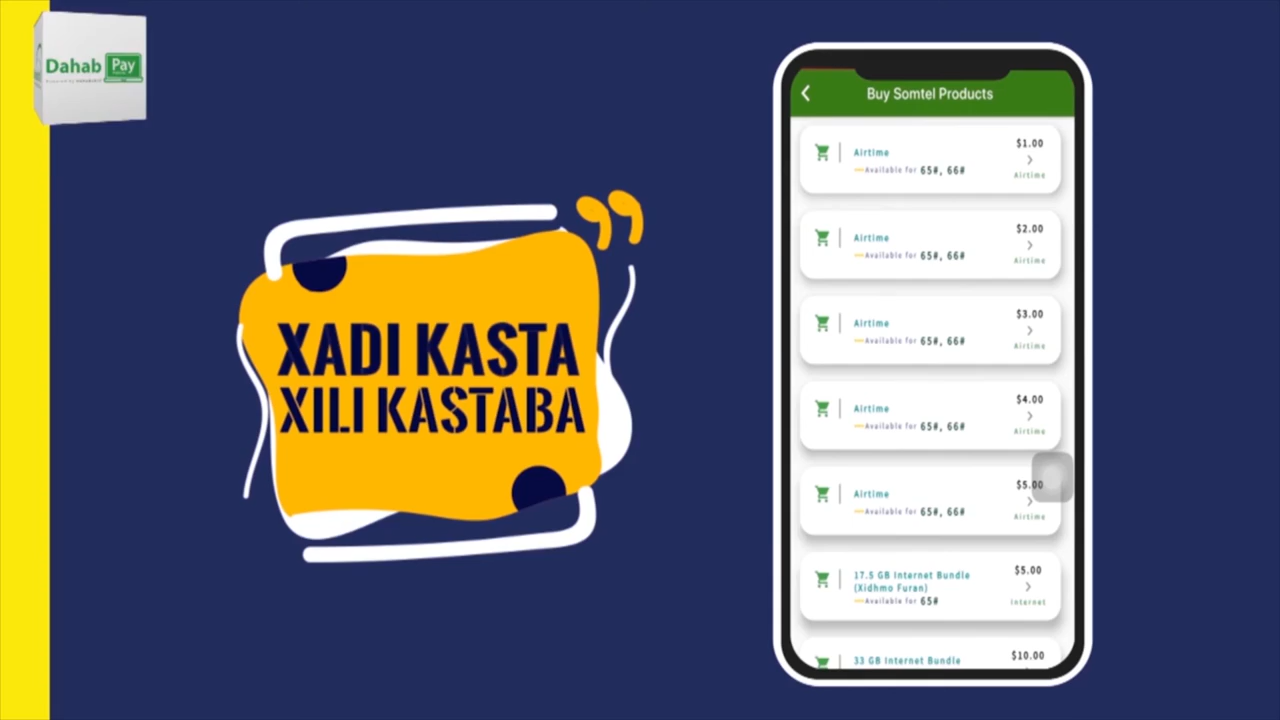 Dahab Pay
XADI KASTA
XILI KASTABA
Buy Somtel Products
Airtime
Available for 65#, 66#
$1.00
Airtime
Airtime
Available for 65#, 66#
$2.00
Airtime
Airtime
Available for 65#, 66#
$3.00
Airtime
Airtime
Available for 65#, 66#
$4.00
Airtime
Airtime
Available for 65#, 66#
$5.00
Airtime
17.5 GB Internet Bundle
(Xidhmo Furan)
Available for 65#
$5.00
Internet
33 GB Internet Bundle
$10.00